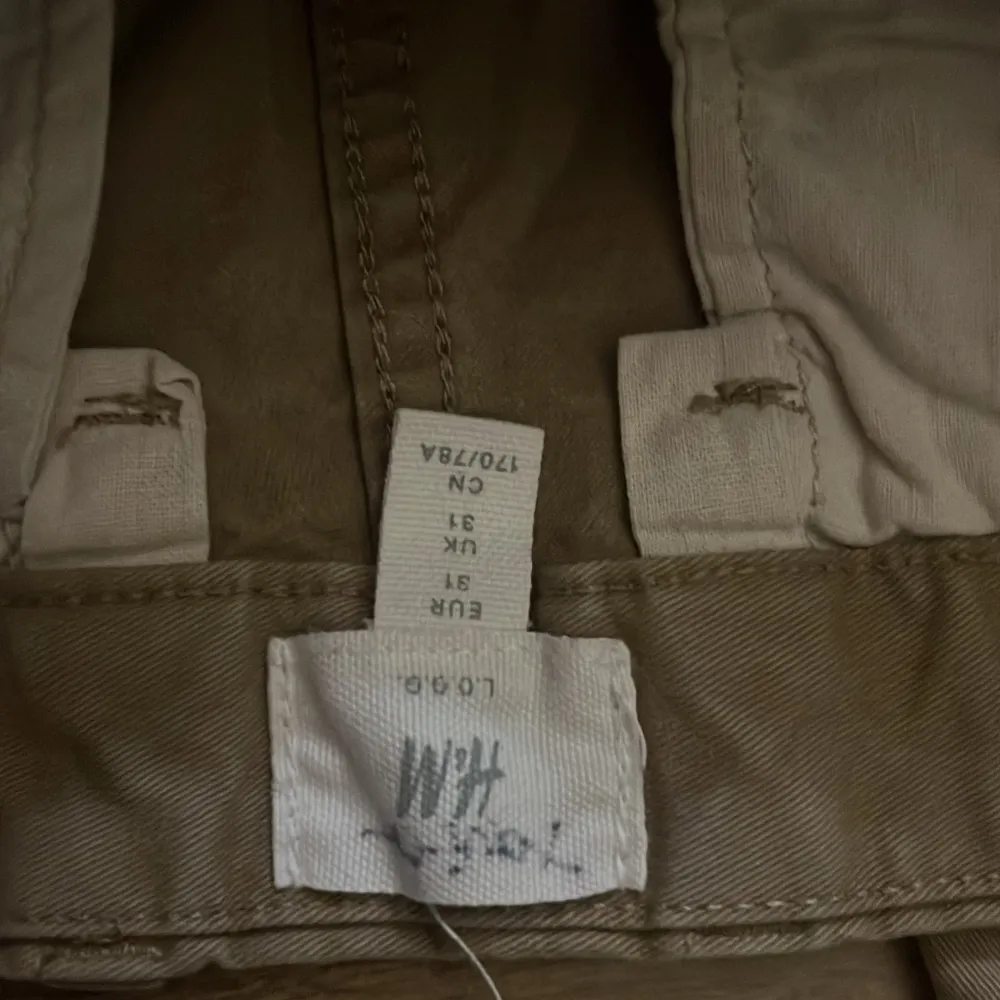 H&M
L.O.G.G.
EUR
31
UK
31
CN
170/78A